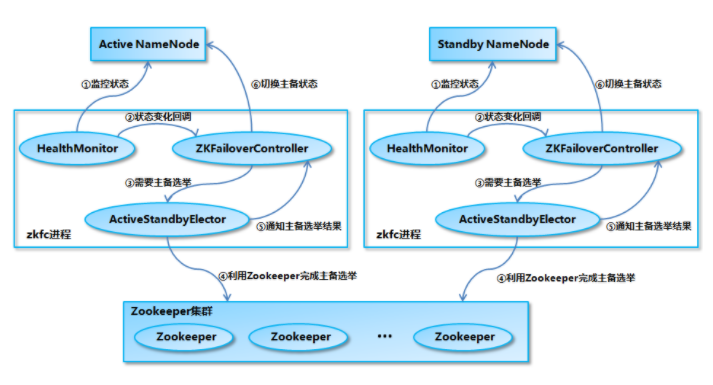 Active NameNode
Standby NameNode
①监控状态
⑥切换主备状态
①监控状态
⑥切换主备状态
②状态变化回调
②状态变化回调
HealthMonitor
ZKFailoverController
HealthMonitor
ZKFailoverController
③需要主备选举
③需要主备选举
ActiveStandbyElector
⑤通知主备选举结果
ActiveStandbyElector
⑤通知主备选举结果
zkfc进程
zkfc进程
④利用Zookeeper完成主备选举
④利用Zookeeper完成主备选举
Zookeeper集群
Zookeeper
Zookeeper
...
Zookeeper